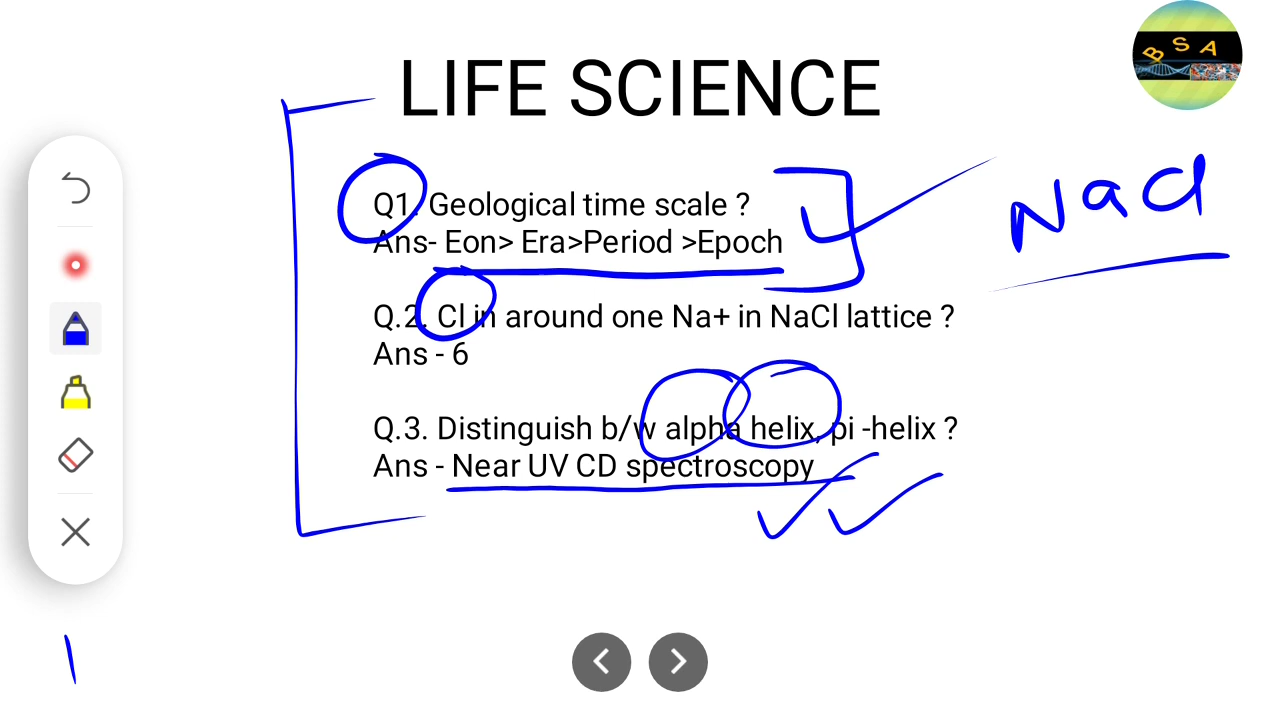 BSA
LIFE SCIENCE
Q1. Geological time scale ?
Ans- Eon> Era>Period >Epoch
NaCl
Q.2. Cl in around one Na+ in NaCl lattice ?
Ans - 6
Q.3. Distinguish b/w alpha helix, pi -helix ?
Ans - Near UV CD spectroscopy